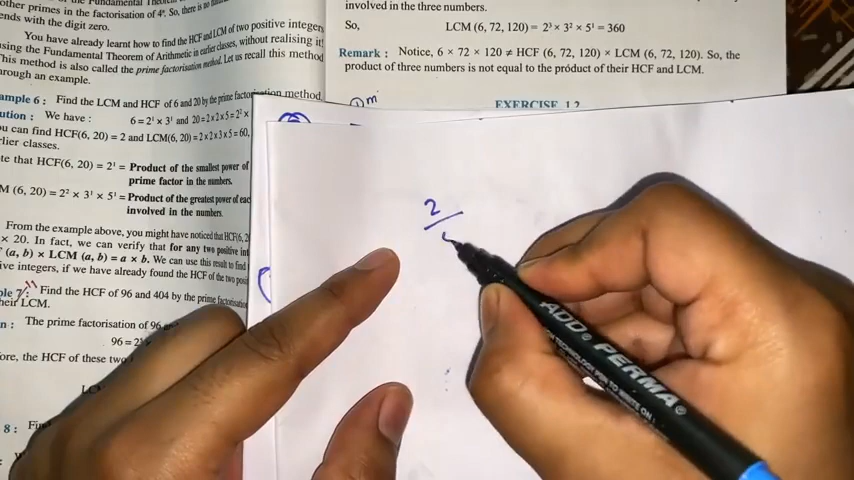 other primes in the factorisation of 4ⁿ. So, there is no
ends with the digit zero.
You have already learnt how to find the HCF and LCM of two positive integers
using the Fundamental Theorem of Arithmetic in earlier classes, without realising it!
This method is also called the prime factorisation method. Let us recall this method
through an example.
ample 6 : Find the LCM and HCF of 6 and 20 by the prime factorisation method.
ution : We have : 6 = 2¹ × 3¹ and 20 = 2 × 2 × 5 = 2² ×
ou can find HCF(6, 20) = 2 and LCM(6, 20) = 2 × 2 × 3 × 5 = 60,
lier classes.
te that HCF(6, 20) = 2¹ = Product of the smallest power of
prime factor in the numbers.
M (6, 20) = 2² × 3¹ × 5¹ = Product of the greatest power of eac
involved in the numbers.
From the example above, you might have noticed that HCF(6, 2
× 20. In fact, we can verify that for any two positive int
(a, b) × LCM (a, b) = a × b. We can use this result to find
ive integers, if we have already found the HCF of the two posi
ple 7 : Find the HCF of 96 and 404 by the prime factorisation
heir LCM.
n : The prime factorisation of 96
96 = 2
ore, the HCF of these two
LC
8 : Fin
involved in the three numbers.
So, LCM (6, 72, 120) = 2³ × 3² × 5¹ = 360
Remark : Notice, 6 × 72 × 120 ≠ HCF (6, 72, 120) × LCM (6, 72, 120). So, the
product of three numbers is not equal to the product of their HCF and LCM.
EXERCISE 1.2
2
ADD PERMA